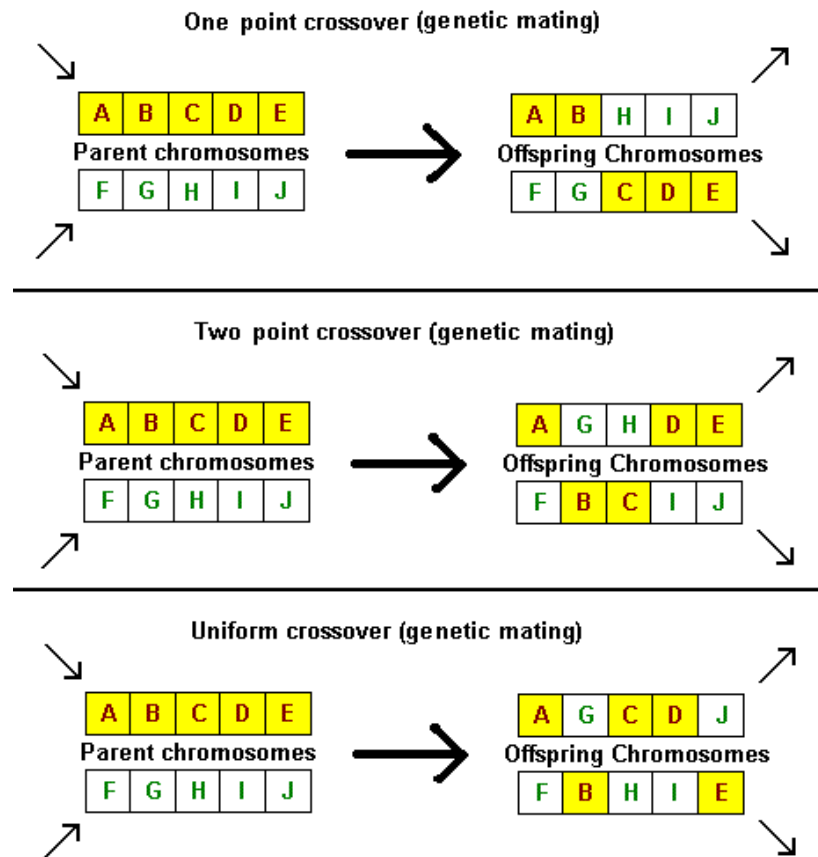 One point crossover (genetic mating)
A B C D E
Parent chromosomes
F G H I J
A B H I J
Offspring Chromosomes
F G C D E
Two point crossover (genetic mating)
A B C D E
Parent chromosomes
F G H I J
A G H D E
Offspring Chromosomes
F B C I J
Uniform crossover (genetic mating)
A B C D E
Parent chromosomes
F G H I J
A G C D J
Offspring Chromosomes
F B H I E